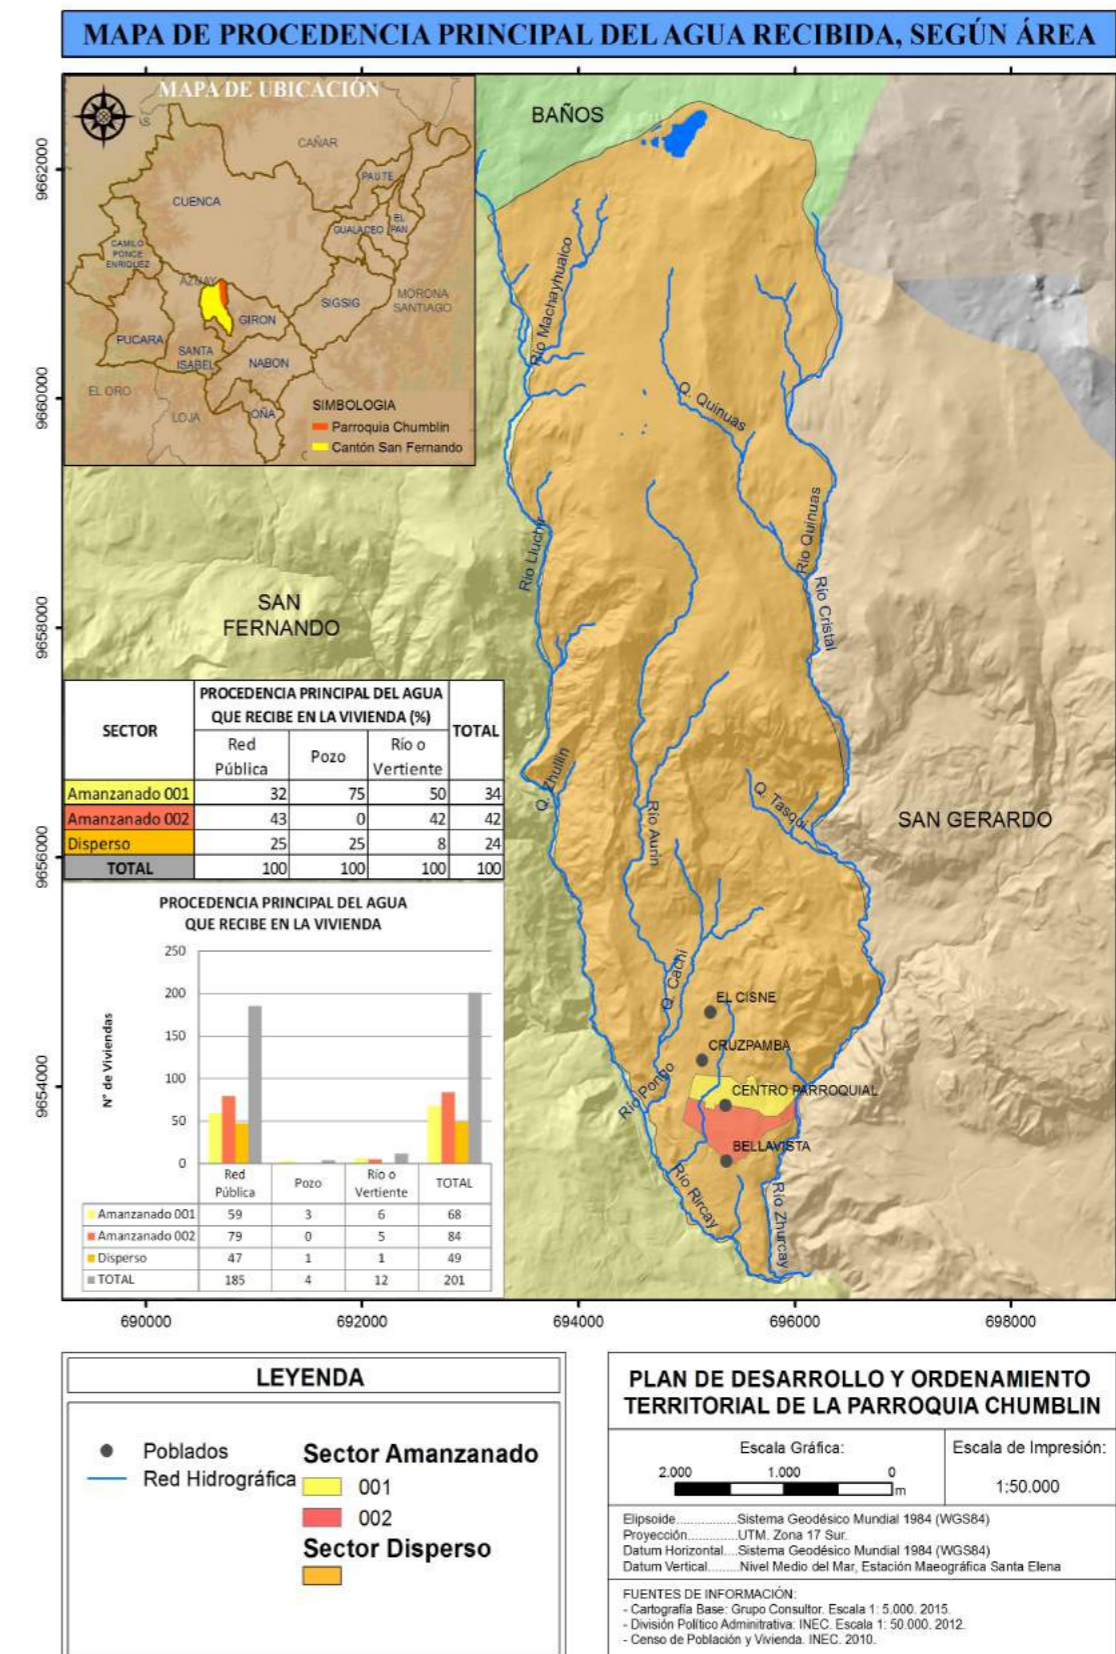 MAPA DE PROCEDENCIA PRINCIPAL DEL AGUA RECIBIDA, SEGÚN ÁREA
MAPA DE UBICACIÓN
CAÑAR
PAUTE
CUENCA
EL
PAN
GUALACEO
CAMILO
PONCE
ENRIQUEZ
AZUAY
SIGSIG
MORONA
SANTIAGO
GIRON
PUCARA
SANTA
ISABEL
NABON
EL ORO
LOJA
OÑA
SIMBOLOGIA
Parroquia Chumblin
Cantón San Fernando
BAÑOS
Río Machayhuaico
Q. Quinuas
Río Quinuas
Río Cristal
Río Lluchir
SAN
FERNANDO
Q. Zhullin
Río Aurin
Q. Tasqui
SAN GERARDO
Q. Cachi
EL CISNE
CRUZPAMBA
Río Pongo
CENTRO PARROQUIAL
BELLAVISTA
Río Rircay
Río Zhurcay
9662000
9660000
9658000
9656000
9654000
690000 692000 694000 696000 698000
SECTOR PROCEDENCIA PRINCIPAL DEL AGUA QUE RECIBE EN LA VIVIENDA (%) TOTAL
Red Pública Pozo Río o Vertiente
Amanzanado 001 32 75 50 34
Amanzanado 002 43 0 42 42
Disperso 25 25 8 24
TOTAL 100 100 100 100
PROCEDENCIA PRINCIPAL DEL AGUA
QUE RECIBE EN LA VIVIENDA
N° de Viviendas
250
200
150
100
50
0
Red Pública Pozo Río o Vertiente TOTAL
Amanzanado 001 59 3 6 68
Amanzanado 002 79 0 5 84
Disperso 47 1 1 49
TOTAL 185 4 12 201
LEYENDA
Poblados
Red Hidrográfica
Sector Amanzanado
001
002
Sector Disperso
PLAN DE DESARROLLO Y ORDENAMIENTO
TERRITORIAL DE LA PARROQUIA CHUMBLIN
Escala Gráfica:
2.000 1.000 0
m
Escala de Impresión:
1:50.000
Elipsoide................Sistema Geodésico Mundial 1984 (WGS84)
Proyección.............UTM. Zona 17 Sur.
Datum Horizontal....Sistema Geodésico Mundial 1984 (WGS84)
Datum Vertical.........Nivel Medio del Mar, Estación Maeográfica Santa Elena
FUENTES DE INFORMACIÓN:
- Cartografía Base: Grupo Consultor. Escala 1: 5.000. 2015.
- División Político Adminitrativa: INEC. Escala 1: 50.000. 2012.
- Censo de Población y Vivienda. INEC. 2010.